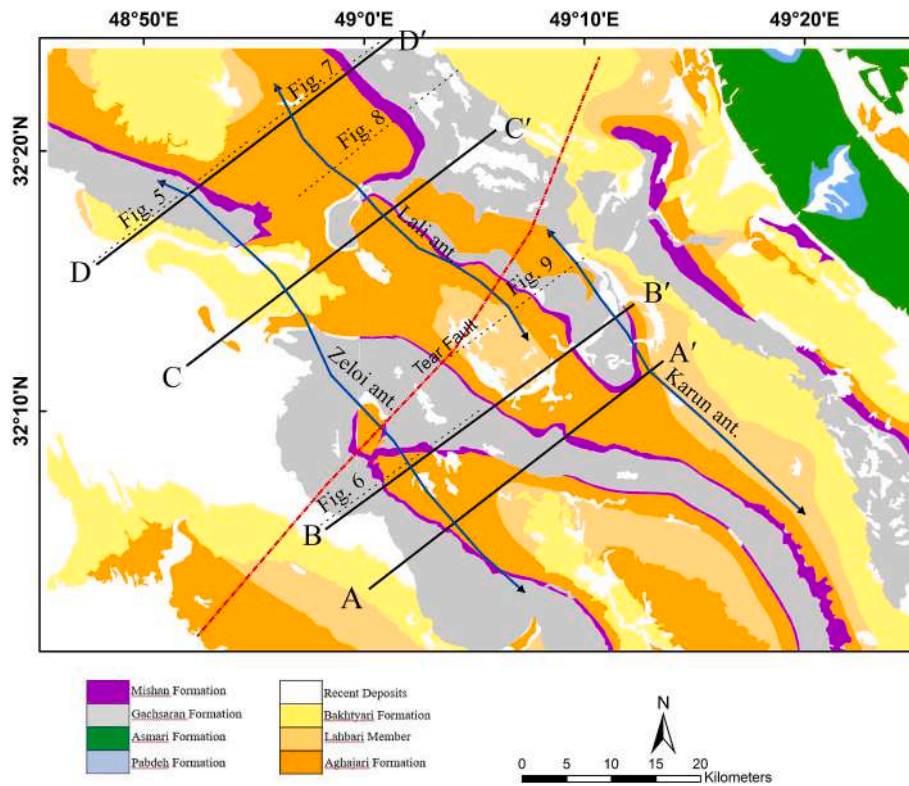 48°50'E 49°0'E 49°10'E 49°20'E
D'
Fig. 7
Fig. 8
C'
32°20'N
Fig. 5
Lali ant.
D
Fig. 9
B'
Tear Fault
A'
C
Zeloi ant.
Karun ant.
32°10'N
Fig. 6
B
A
Mishan Formation
Gachsaran Formation
Asmari Formation
Pabdeh Formation
Recent Deposits
Bakhtyari Formation
Lahbari Member
Aghajari Formation
N
0 5 10 15 20
Kilometers